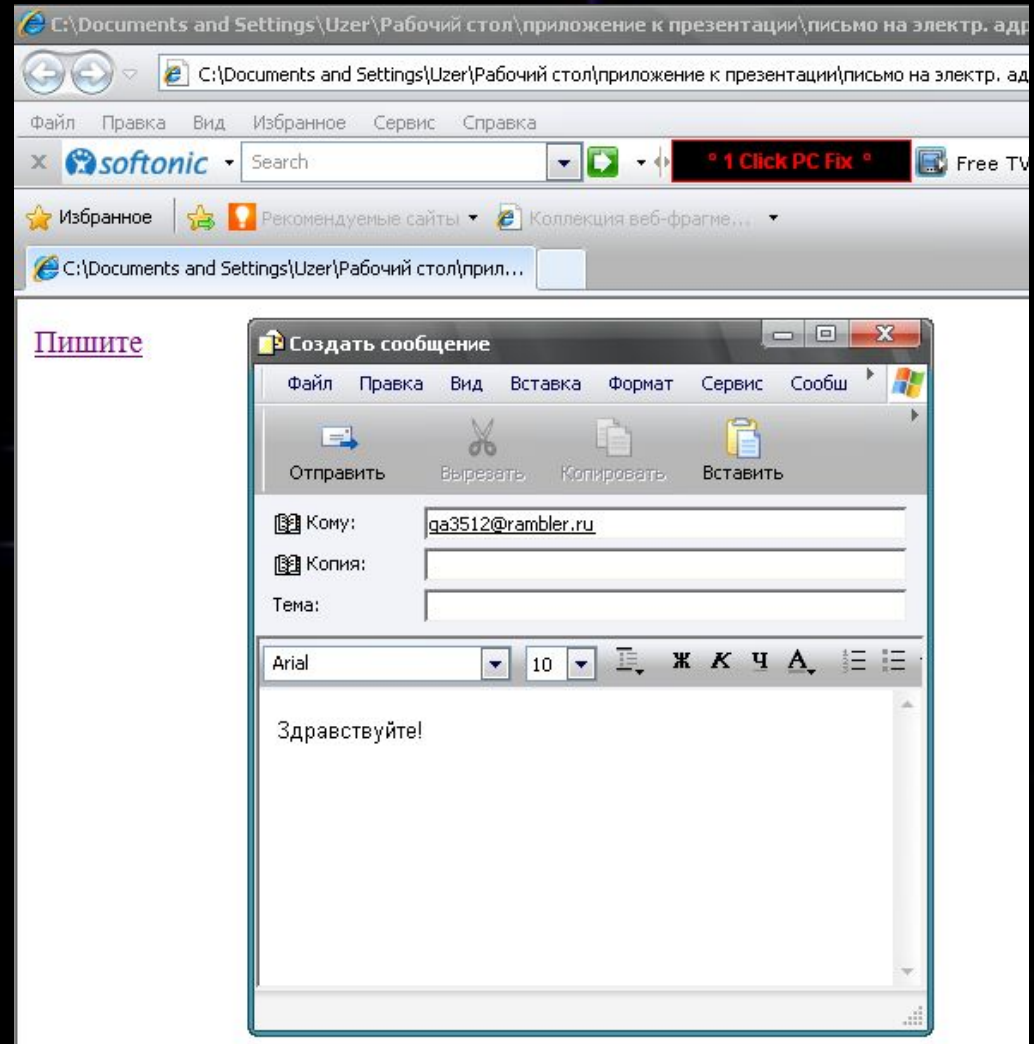 C:\Documents and Settings\Uzer\Рабочий стол\приложение к презентации\письмо на электр. адр
C:\Documents and Settings\Uzer\Рабочий стол\приложение к презентации\письмо на электр. ад
Файл Правка Вид Избранное Сервис Справка
x softonic Search ° 1 Click PC Fix ° Free TV
Избранное Рекомендуемые сайты Коллекция веб-фрагме...
C:\Documents and Settings\Uzer\Рабочий стол\прил...
Пишите
Создать сообщение
Файл Правка Вид Вставка Формат Сервис Сообщ
Отправить Вырезать Копировать Вставить
Кому: ga3512@rambler.ru
Копия:
Тема:
Arial 10 Ж К Ч А
Здравствуйте!